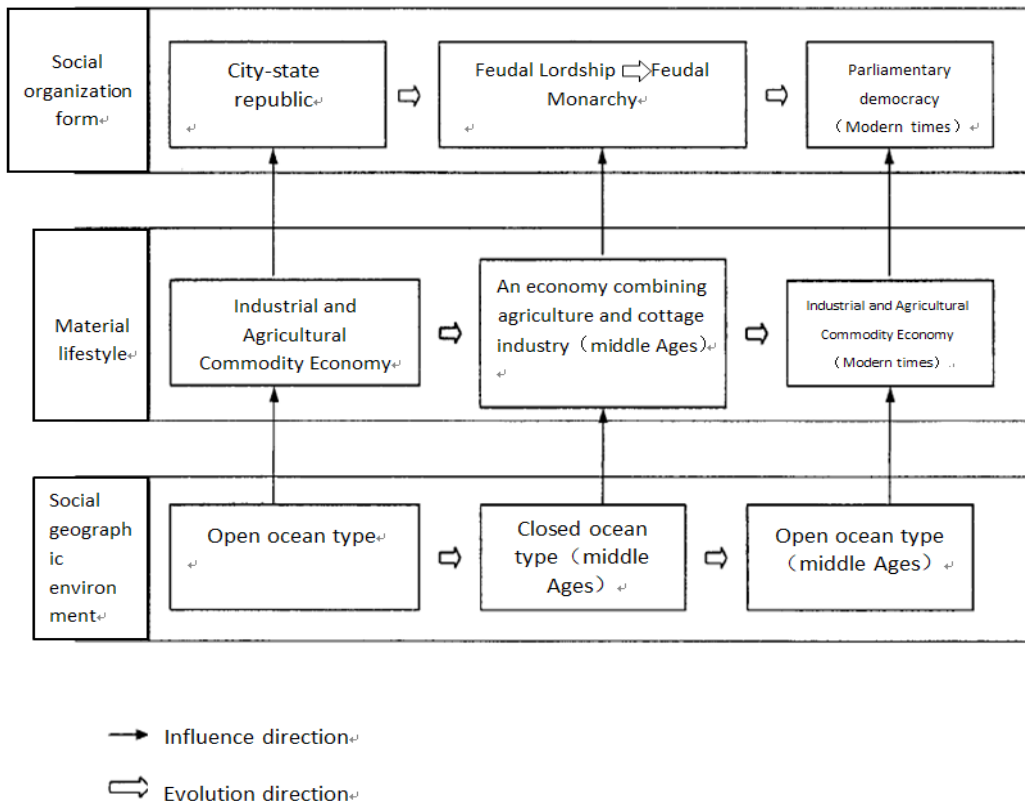 Social
organization
form↵
City-state
republic↵
↵
Feudal Lordship ⇨Feudal
Monarchy↵
↵
Parliamentary
democracy
（Modern times）↵
Material
lifestyle↵
Industrial and
Agricultural
Commodity Economy↵
An economy combining
agriculture and cottage
industry（middle Ages）↵
↵
Industrial and Agricultural
Commodity Economy
（Modern times）↵
Social
geograph
ic
environ
ment↵
Open ocean type↵
↵
Closed ocean
type（middle
Ages）↵
Open ocean type
（middle Ages）↵
Influence direction↵
Evolution direction↵